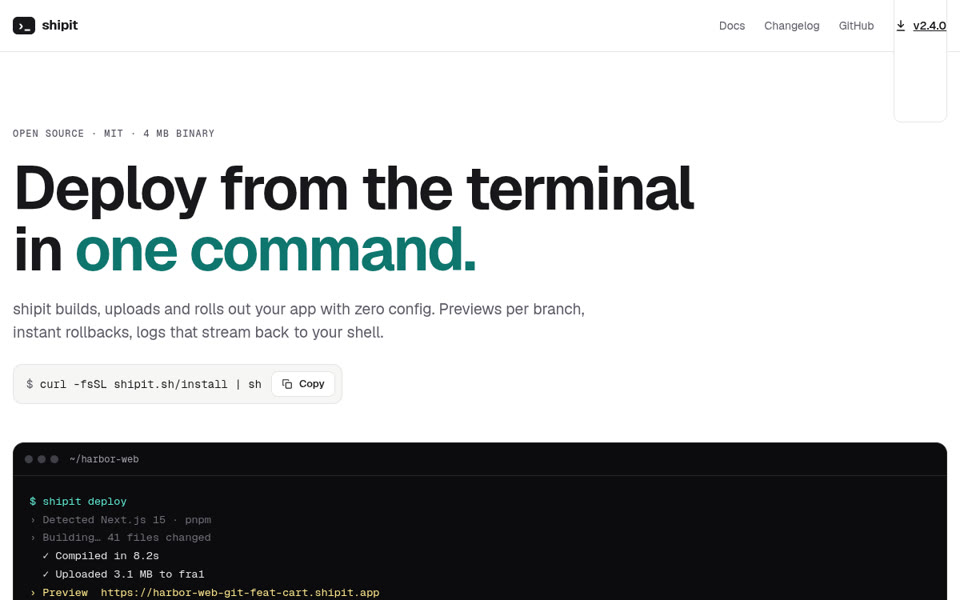 shipit
Docs
Changelog
GitHub
v2.4.0
OPEN SOURCE · MIT · 4 MB BINARY
Deploy from the terminal
in one command.
shipit builds, uploads and rolls out your app with zero config. Previews per branch,
instant rollbacks, logs that stream back to your shell.
$ curl -fsSL shipit.sh/install | sh
Copy
~/harbor-web
$ shipit deploy
› Detected Next.js 15 · pnpm
› Building… 41 files changed
✓ Compiled in 8.2s
✓ Uploaded 3.1 MB to fra1
› Preview https://harbor-web-git-feat-cart.shipit.app